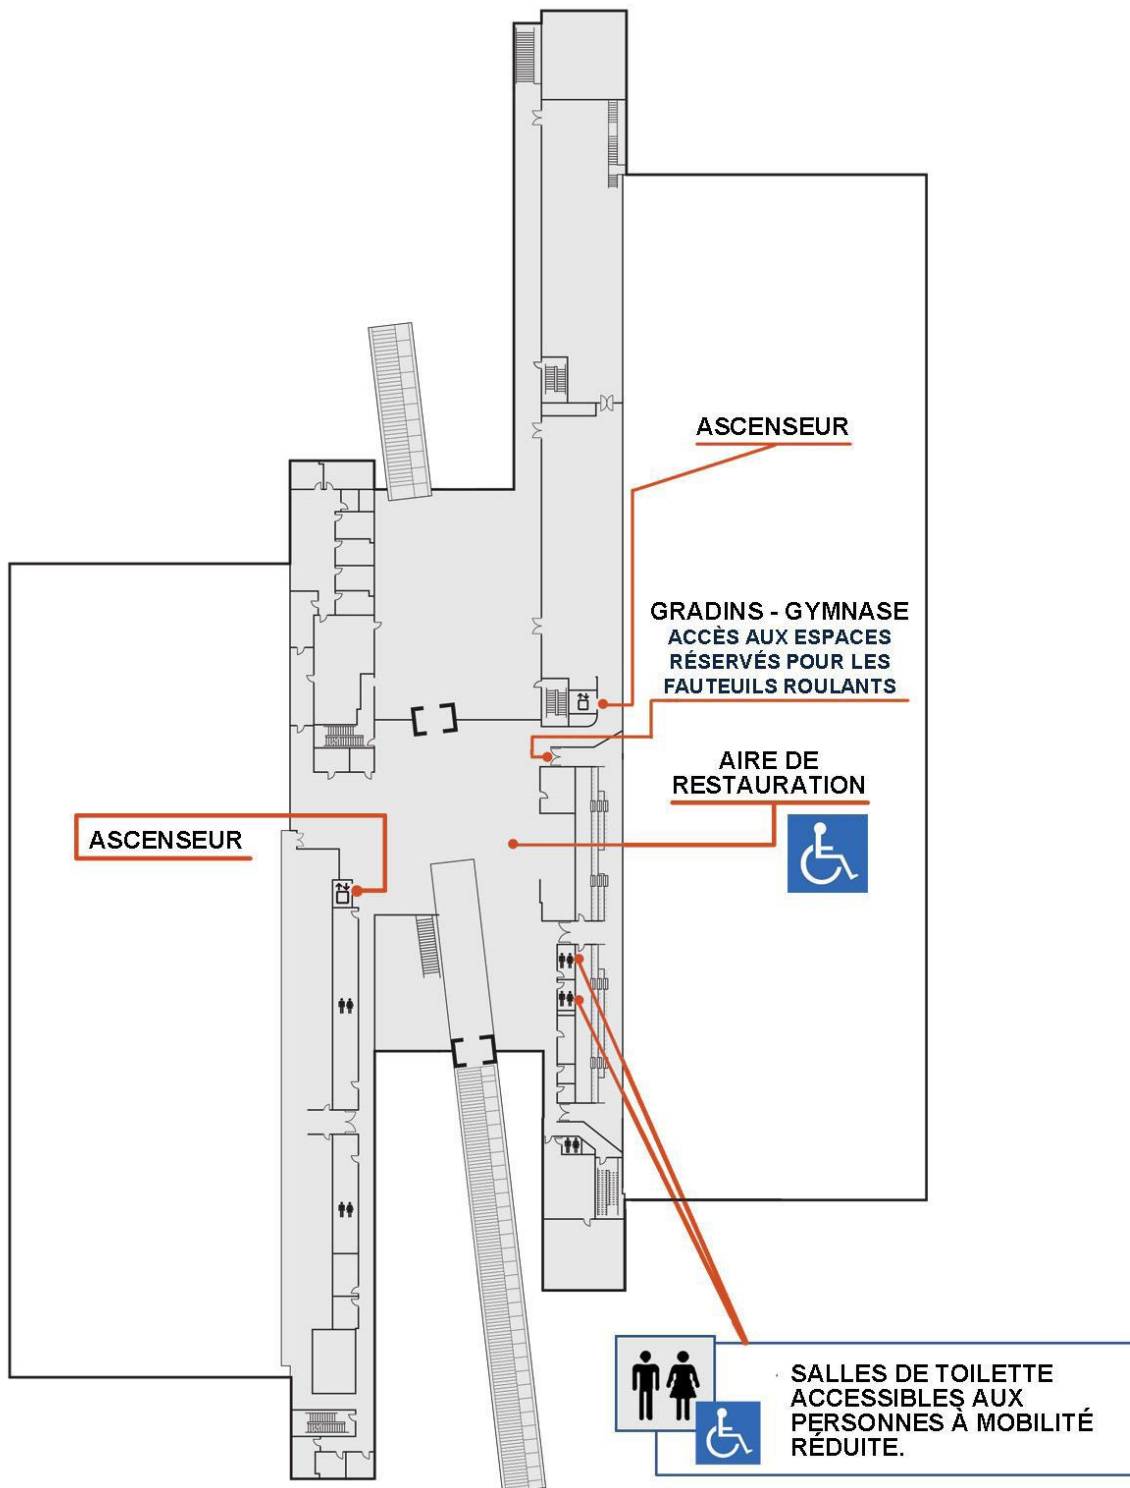 ASCENSEUR
GRADINS - GYMNASE
ACCÈS AUX ESPACES
RÉSERVÉS POUR LES
FAUTEUILS ROULANTS
AIRE DE
RESTAURATION
ASCENSEUR
SALLES DE TOILETTE
ACCESSIBLES AUX
PERSONNES À MOBILITÉ
RÉDUITE.